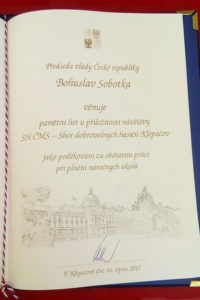 Předseda vlády České republiky
Bohuslav Sobotka
věnuje
pamětní list u příležitosti návštěvy
SH ČMS – Sbor dobrovolných hasičů Klepačov
jako poděkování za obětavou práci
při plnění náročných úkolů
V Klepačově dne 16. srpna 2017